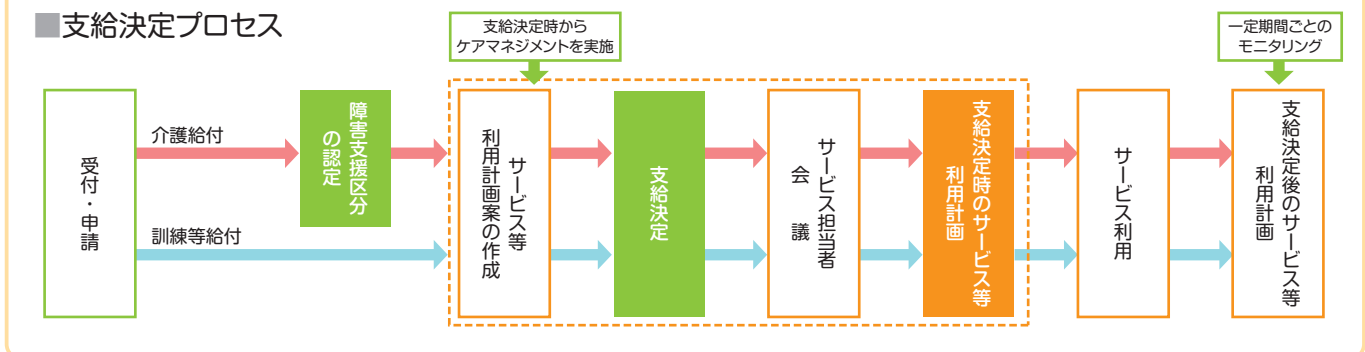 ■支給決定プロセス
支給決定時から
ケアマネジメントを実施
一定期間ごとの
モニタリング
受付・申請
介護給付
訓練等給付
障害支援区分
の認定
サービス等
利用計画案の作成
支給決定
サービス担当者
会議
支給決定時のサービス等
利用計画
サービス利用
支給決定後のサービス等
利用計画